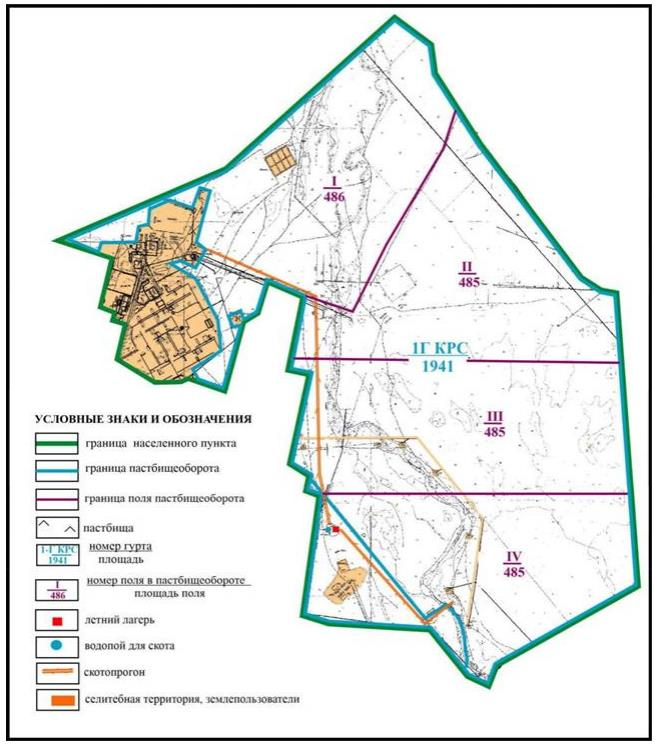 I
486
II
485
1Г КРС
1941
III
485
IV
485
УСЛОВНЫЕ ЗНАКИ И ОБОЗНАЧЕНИЯ
граница населенного пункта
граница пастбищеоборота
граница поля пастбищеоборота
пастбища
1-Г КРС
1941
номер гурта
площадь
I
486
номер поля в пастбищеобороте
площадь поля
летний лагерь
водопой для скота
скотопрогон
селитебная территория, землепользователи